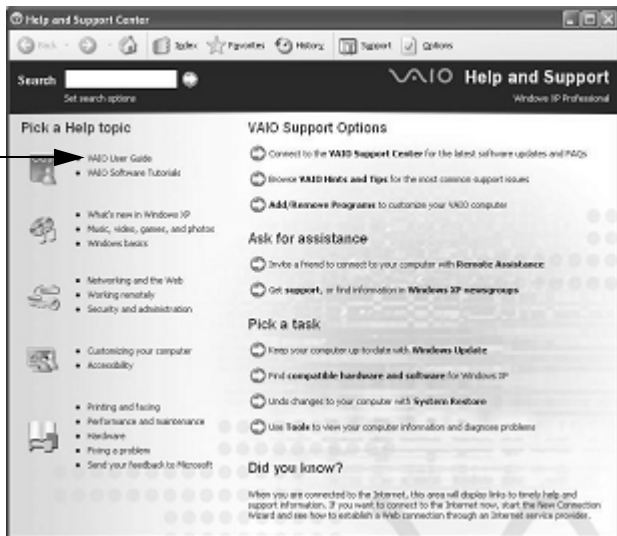 Help and Support Center
Back
Index
Favorites
History
Support
Options
Search
Set search options
VAIO Help and Support
Windows XP Professional
Pick a Help topic
VAIO User Guide
VAIO Software Tutorials
What's new in Windows XP
Music, video, games, and photos
Windows basics
Networking and the Web
Working remotely
Security and administration
Customizing your computer
Accessibility
Printing and faxing
Performance and maintenance
Hardware
Fixing a problem
Send your feedback to Microsoft
VAIO Support Options
Connect to the VAIO Support Center for the latest software updates and FAQs
Browse VAIO Hints and Tips for the most common support issues
Add/Remove Programs to customize your VAIO computer
Ask for assistance
Invite a friend to connect to your computer with Remote Assistance
Get support, or find information in Windows XP newsgroups
Pick a task
Keep your computer up-to-date with Windows Update
Find compatible hardware and software for Windows XP
Undo changes to your computer with System Restore
Use Tools to view your computer information and diagnose problems
Did you know?
When you are connected to the Internet, this area will display links to timely help and
support information. If you want to connect to the Internet now, start the New Connection
Wizard and see how to establish a Web connection through an Internet service provider.